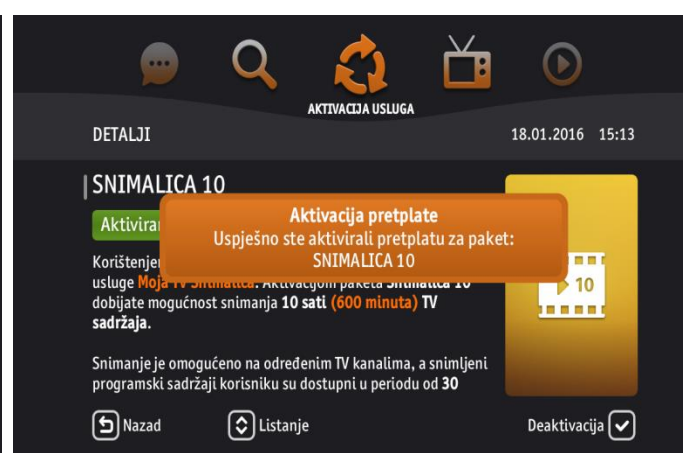 AKTIVACIJA USLUGA
DETALJI
18.01.2016 15:13
SNIMALICA 10
Aktivacija pretplate
Uspješno ste aktivirali pretplatu za paket:
SNIMALICA 10
usluge Moja TV Snimalica. Aktivacijom paketa Snimalica 10
dobijate mogućnost snimanja 10 sati (600 minuta) TV
sadržaja.
10
Snimanje je omogućeno na određenim TV kanalima, a snimljeni
programski sadržaji korisniku su dostupni u periodu od 30
Nazad
Listanje
Deaktivacija